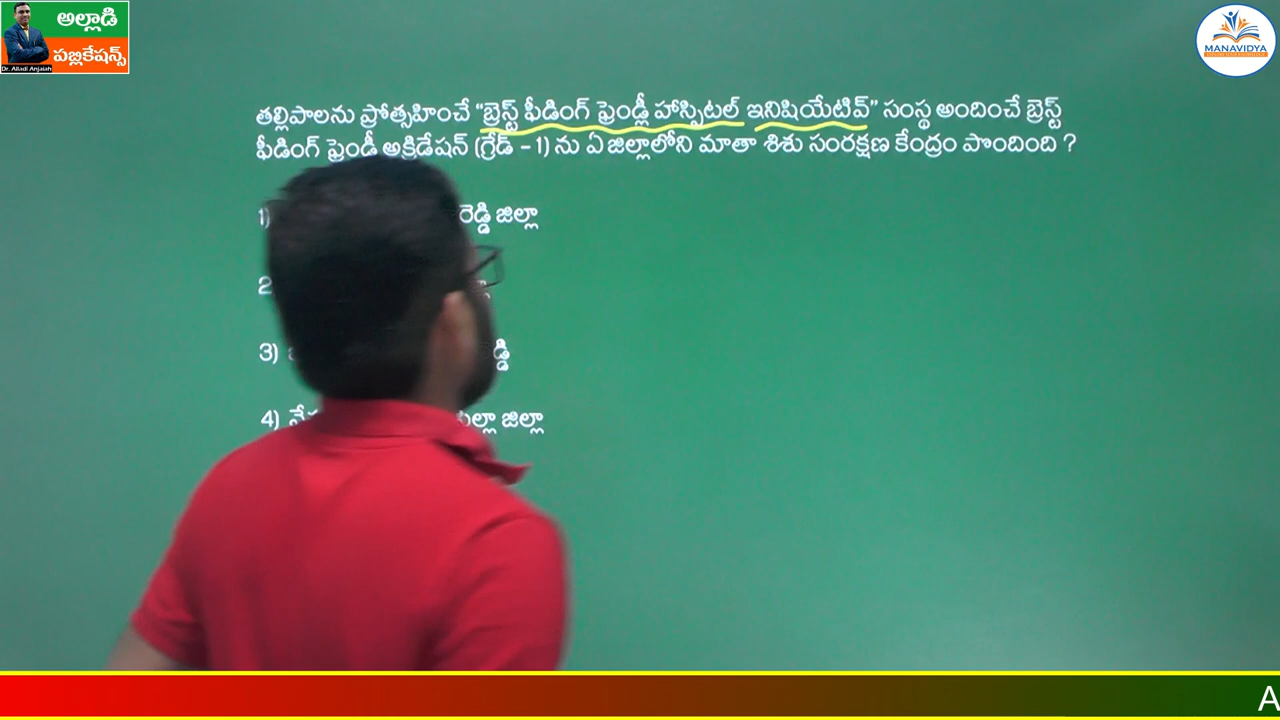 అల్లాడి
పబ్లికేషన్స్
Dr. Alladi Anjaiah
MANAVIDYA
తల్లిపాలను ప్రోత్సహించే “బ్రెస్ట్ ఫీడింగ్ ఫ్రెండ్లీ హాస్పిటల్ ఇనిషియేటివ్” సంస్థ అందించే బ్రెస్ట్
ఫీడింగ్ ఫ్రెండీ అక్రిడేషన్ (గ్రేడ్ – 1) ను ఏ జిల్లాలోని మాతా శిశు సంరక్షణ కేంద్రం పొందింది ?
1) రెడ్డి జిల్లా
2
3) డ్డి
4) జిల్లా
A